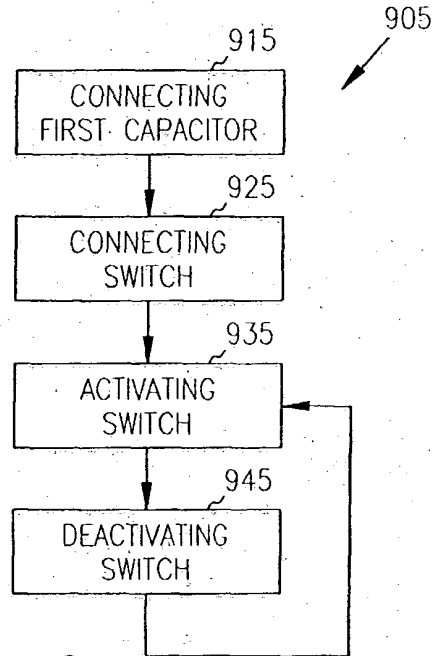 905
915
CONNECTING
FIRST CAPACITOR
925
CONNECTING
SWITCH
935
ACTIVATING
SWITCH
945
DEACTIVATING
SWITCH